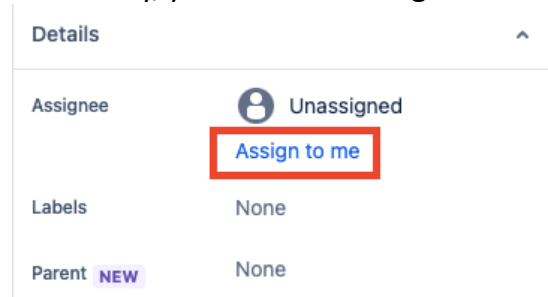 Details
Assignee Unassigned
Assign to me
Labels None
Parent NEW None